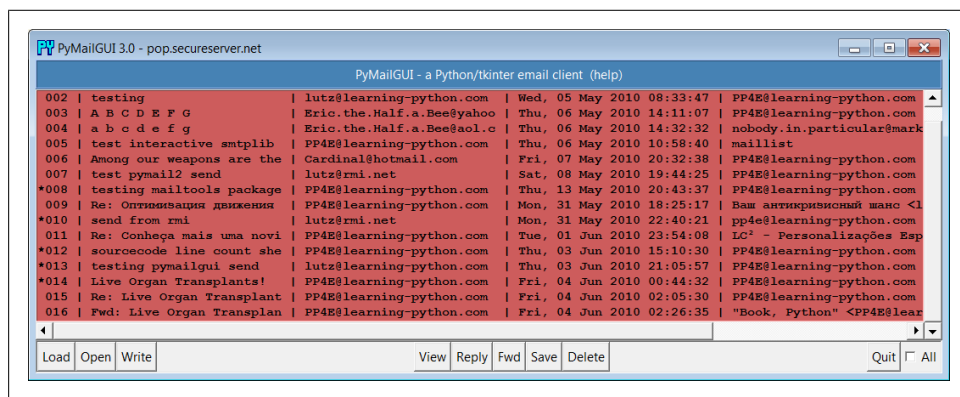 PY PyMailGUI 3.0 - pop.secureserver.net
PyMailGUI - a Python/tkinter email client (help)
002 | testing | lutz@learning-python.com | Wed, 05 May 2010 08:33:47 | PP4E@learning-python.com
003 | A B C D E F G | Eric.the.Half.a.Bee@yahoo | Thu, 06 May 2010 14:11:07 | PP4E@learning-python.com
004 | a b c d e f g | Eric.the.Half.a.Bee@aol.c | Thu, 06 May 2010 14:32:32 | nobody.in.particular@mark
005 | test interactive smtplib | PP4E@learning-python.com | Thu, 06 May 2010 10:58:40 | maillist
006 | Among our weapons are the | Cardinal@hotmail.com | Fri, 07 May 2010 20:32:38 | PP4E@learning-python.com
007 | test pymail2 send | lutz@rmi.net | Sat, 08 May 2010 19:44:25 | PP4E@learning-python.com
*008 | testing mailtools package | PP4E@learning-python.com | Thu, 13 May 2010 20:43:37 | PP4E@learning-python.com
009 | Re: Оптимизация движения | PP4E@learning-python.com | Mon, 31 May 2010 18:25:17 | Ваш антикризисный шанс <l
*010 | send from rmi | lutz@rmi.net | Mon, 31 May 2010 22:40:21 | pp4e@learning-python.com
011 | Re: Conheça mais uma novi | PP4E@learning-python.com | Tue, 01 Jun 2010 23:54:08 | LC² - Personalizações Esp
*012 | sourcecode line count she | PP4E@learning-python.com | Thu, 03 Jun 2010 15:10:30 | PP4E@learning-python.com
*013 | testing pymailgui send | lutz@learning-python.com | Thu, 03 Jun 2010 21:05:57 | PP4E@learning-python.com
*014 | Live Organ Transplants! | PP4E@learning-python.com | Fri, 04 Jun 2010 00:44:32 | PP4E@learning-python.com
015 | Re: Live Organ Transplant | PP4E@learning-python.com | Fri, 04 Jun 2010 02:05:30 | PP4E@learning-python.com
016 | Fwd: Live Organ Transplan | PP4E@learning-python.com | Fri, 04 Jun 2010 02:26:35 | "Book, Python" <PP4E@lear
Load Open Write View Reply Fwd Save Delete Quit All